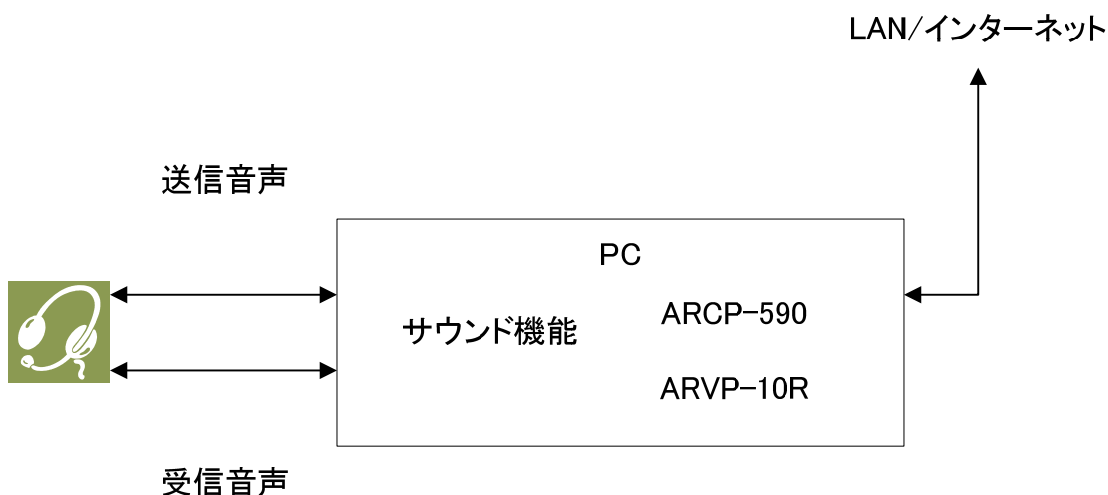 LAN/インターネット
送信音声
PC
ARCP-590
サウンド機能
ARVP-10R
受信音声